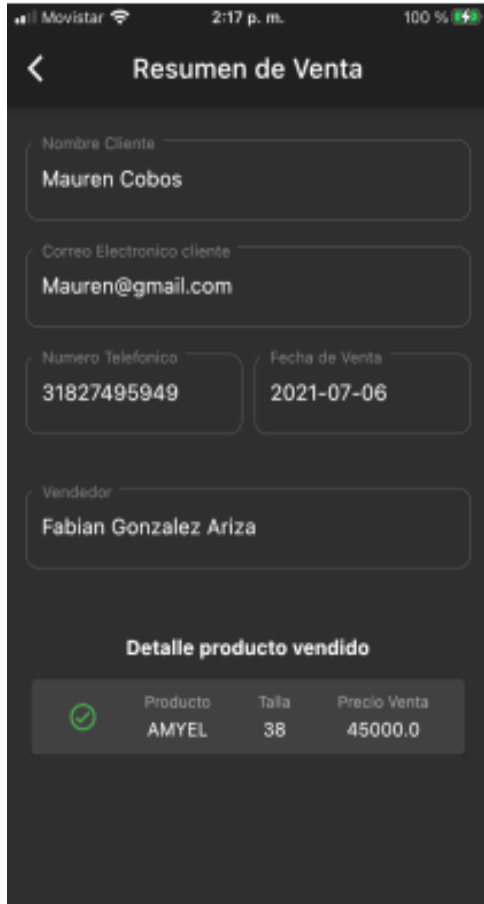 Movistar 2:17 p. m. 100 %
Resumen de Venta
Nombre Cliente
Mauren Cobos
Correo Electronico cliente
Mauren@gmail.com
Numero Telefonico Fecha de Venta
31827495949 2021-07-06
Vendedor
Fabian Gonzalez Ariza
Detalle producto vendido
Producto Talla Precio Venta
AMYEL 38 45000.0